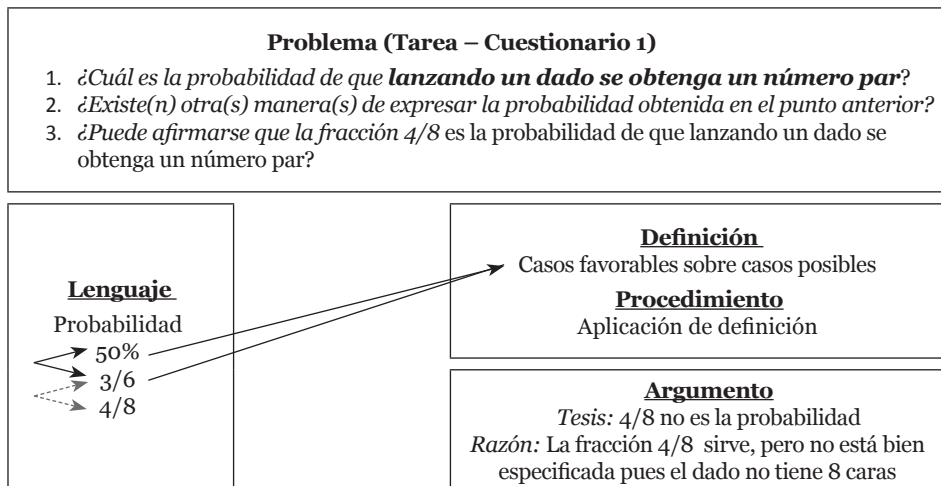 Problema (Tarea – Cuestionario 1)
1. ¿Cuál es la probabilidad de que lanzando un dado se obtenga un número par?
2. ¿Existe(n) otra(s) manera(s) de expresar la probabilidad obtenida en el punto anterior?
3. ¿Puede afirmarse que la fracción 4/8 es la probabilidad de que lanzando un dado se
obtenga un número par?
Lenguaje
Probabilidad
50%
3/6
4/8
Definición
Casos favorables sobre casos posibles
Procedimiento
Aplicación de definición
Argumento
Tesis: 4/8 no es la probabilidad
Razón: La fracción 4/8 sirve, pero no está bien
especificada pues el dado no tiene 8 caras